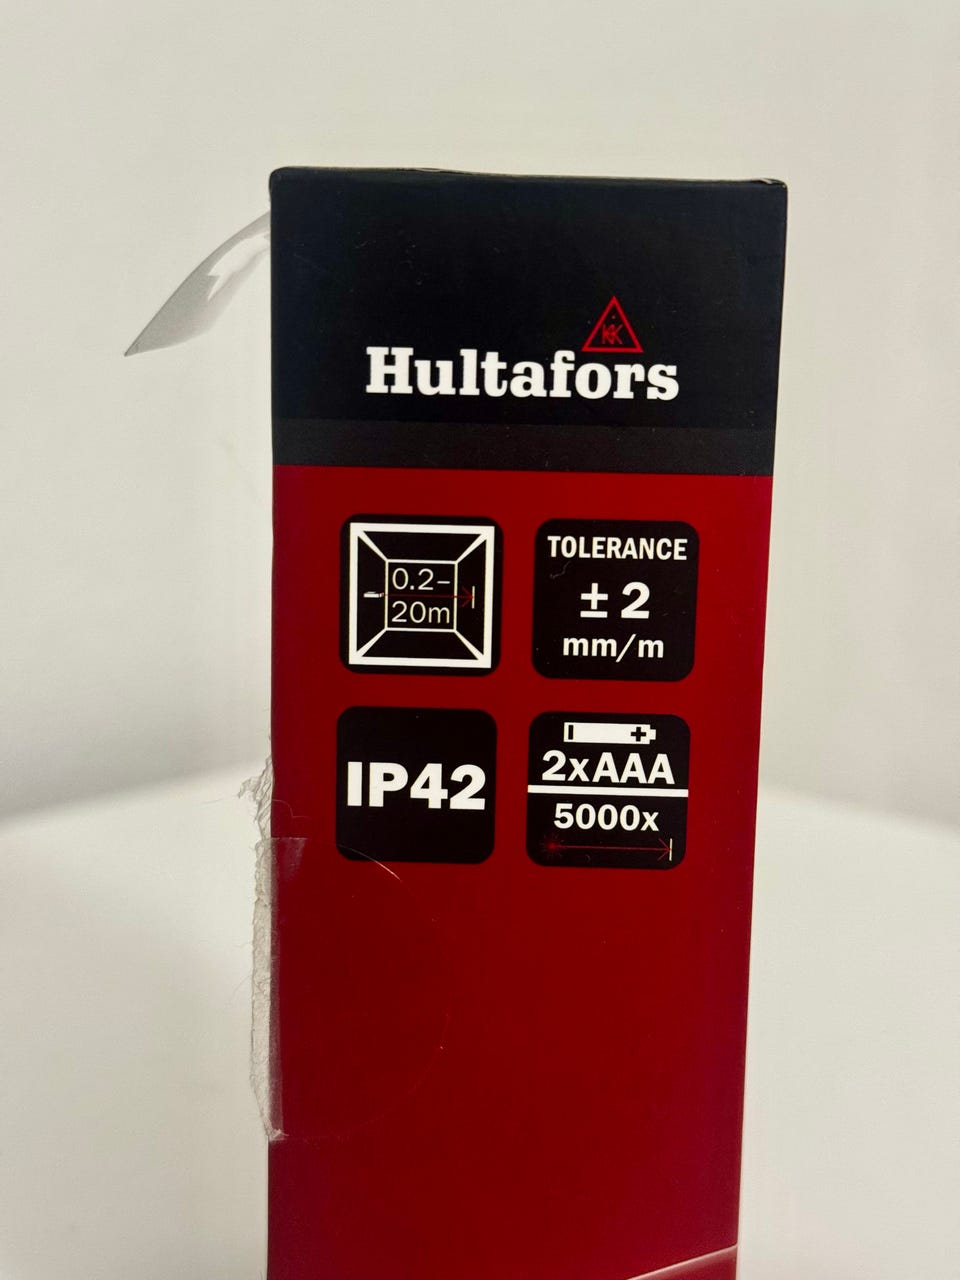 Hultafors
0.2–
20m
TOLERANCE
± 2
mm/m
IP42
2xAAA
5000x